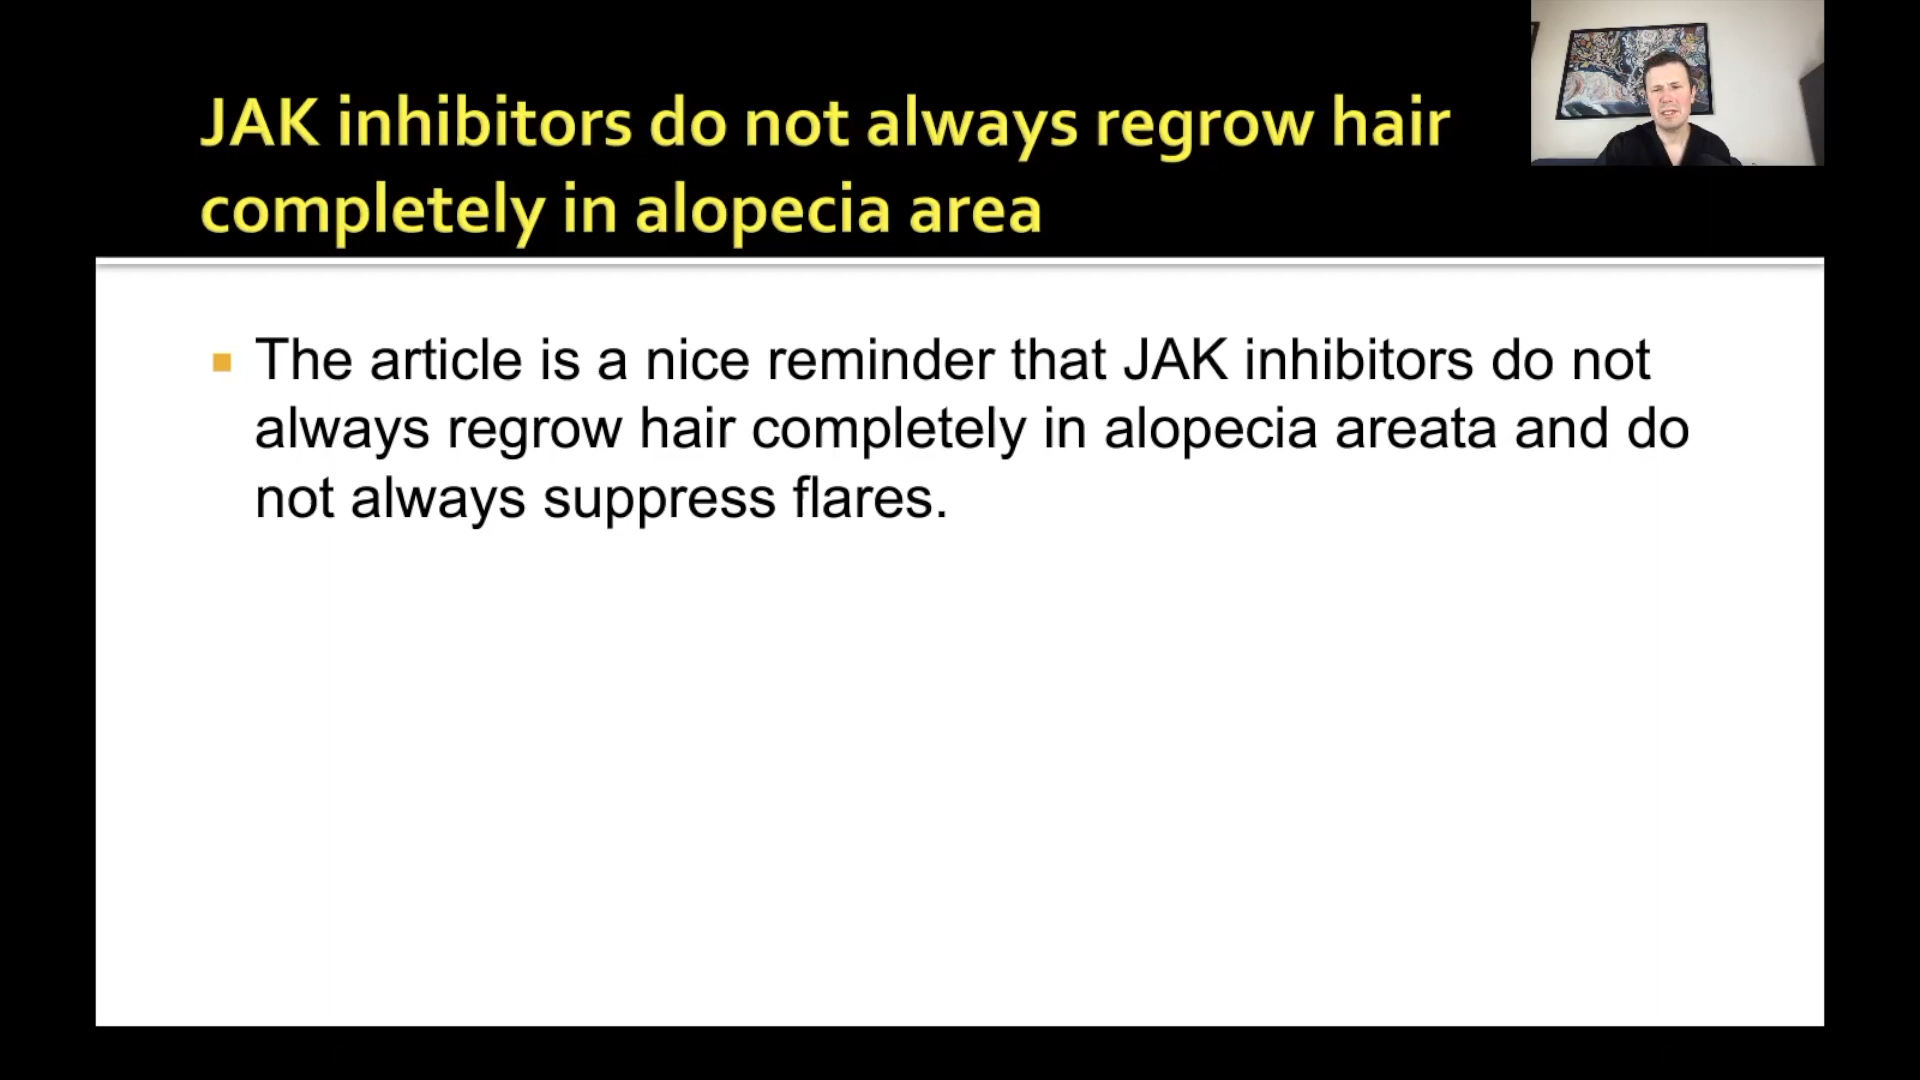 JAK inhibitors do not always regrow hair
completely in alopecia area
The article is a nice reminder that JAK inhibitors do not
always regrow hair completely in alopecia areata and do
not always suppress flares.